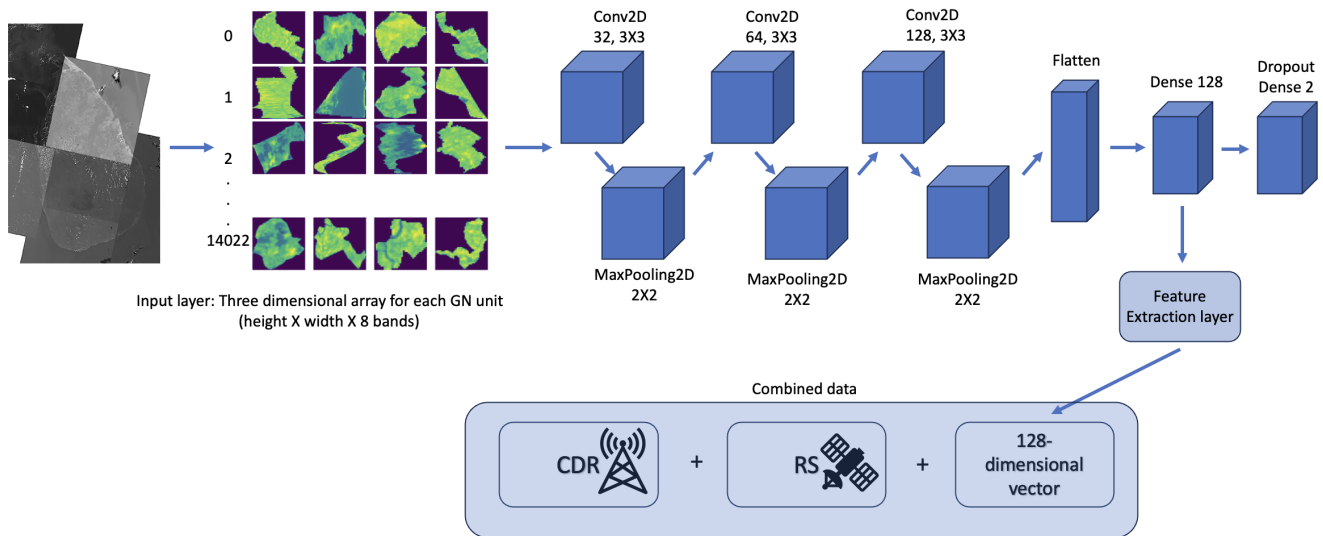 0
1
2
.
.
.
.
14022
Input layer: Three dimensional array for each GN unit
(height X width X 8 bands)
Conv2D
32, 3X3
Conv2D
64, 3X3
Conv2D
128, 3X3
MaxPooling2D
2X2
MaxPooling2D
2X2
MaxPooling2D
2X2
Flatten
Dense 128
Dropout
Dense 2
Feature
Extraction layer
Combined data
CDR
+
RS
+
128-
dimensional
vector